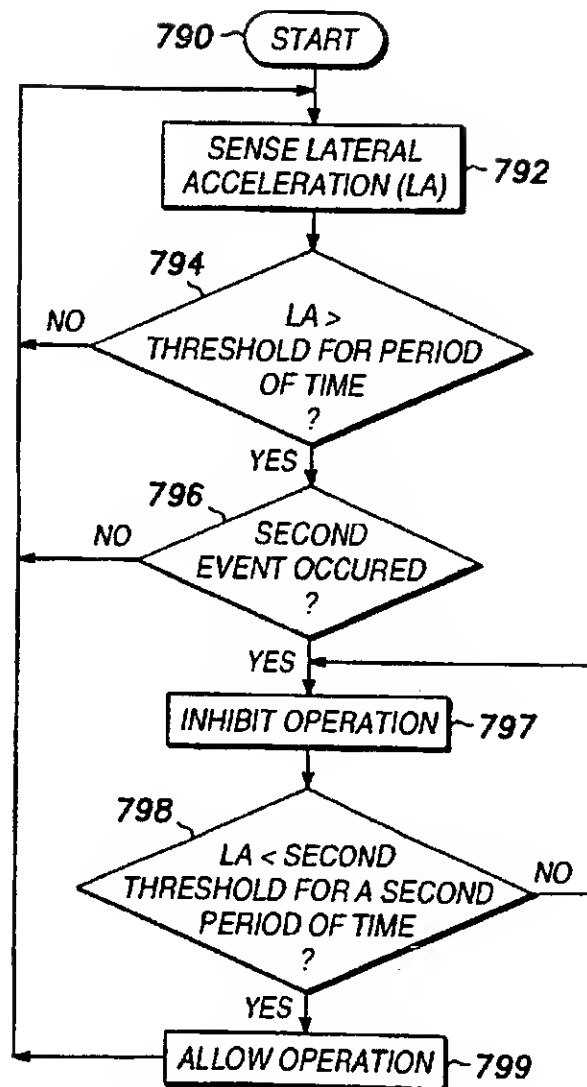 790 START
SENSE LATERAL
ACCELERATION (LA)
792
794
LA >
THRESHOLD FOR PERIOD
OF TIME
?
NO
YES
796
SECOND
EVENT OCCURED
?
NO
YES
INHIBIT OPERATION
797
798
LA < SECOND
THRESHOLD FOR A SECOND
PERIOD OF TIME
?
NO
YES
ALLOW OPERATION
799